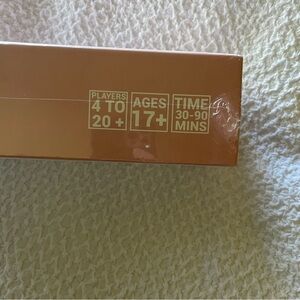 PLAYERS
4 TO
20 +
AGES
17+
TIME
30-90
MINS